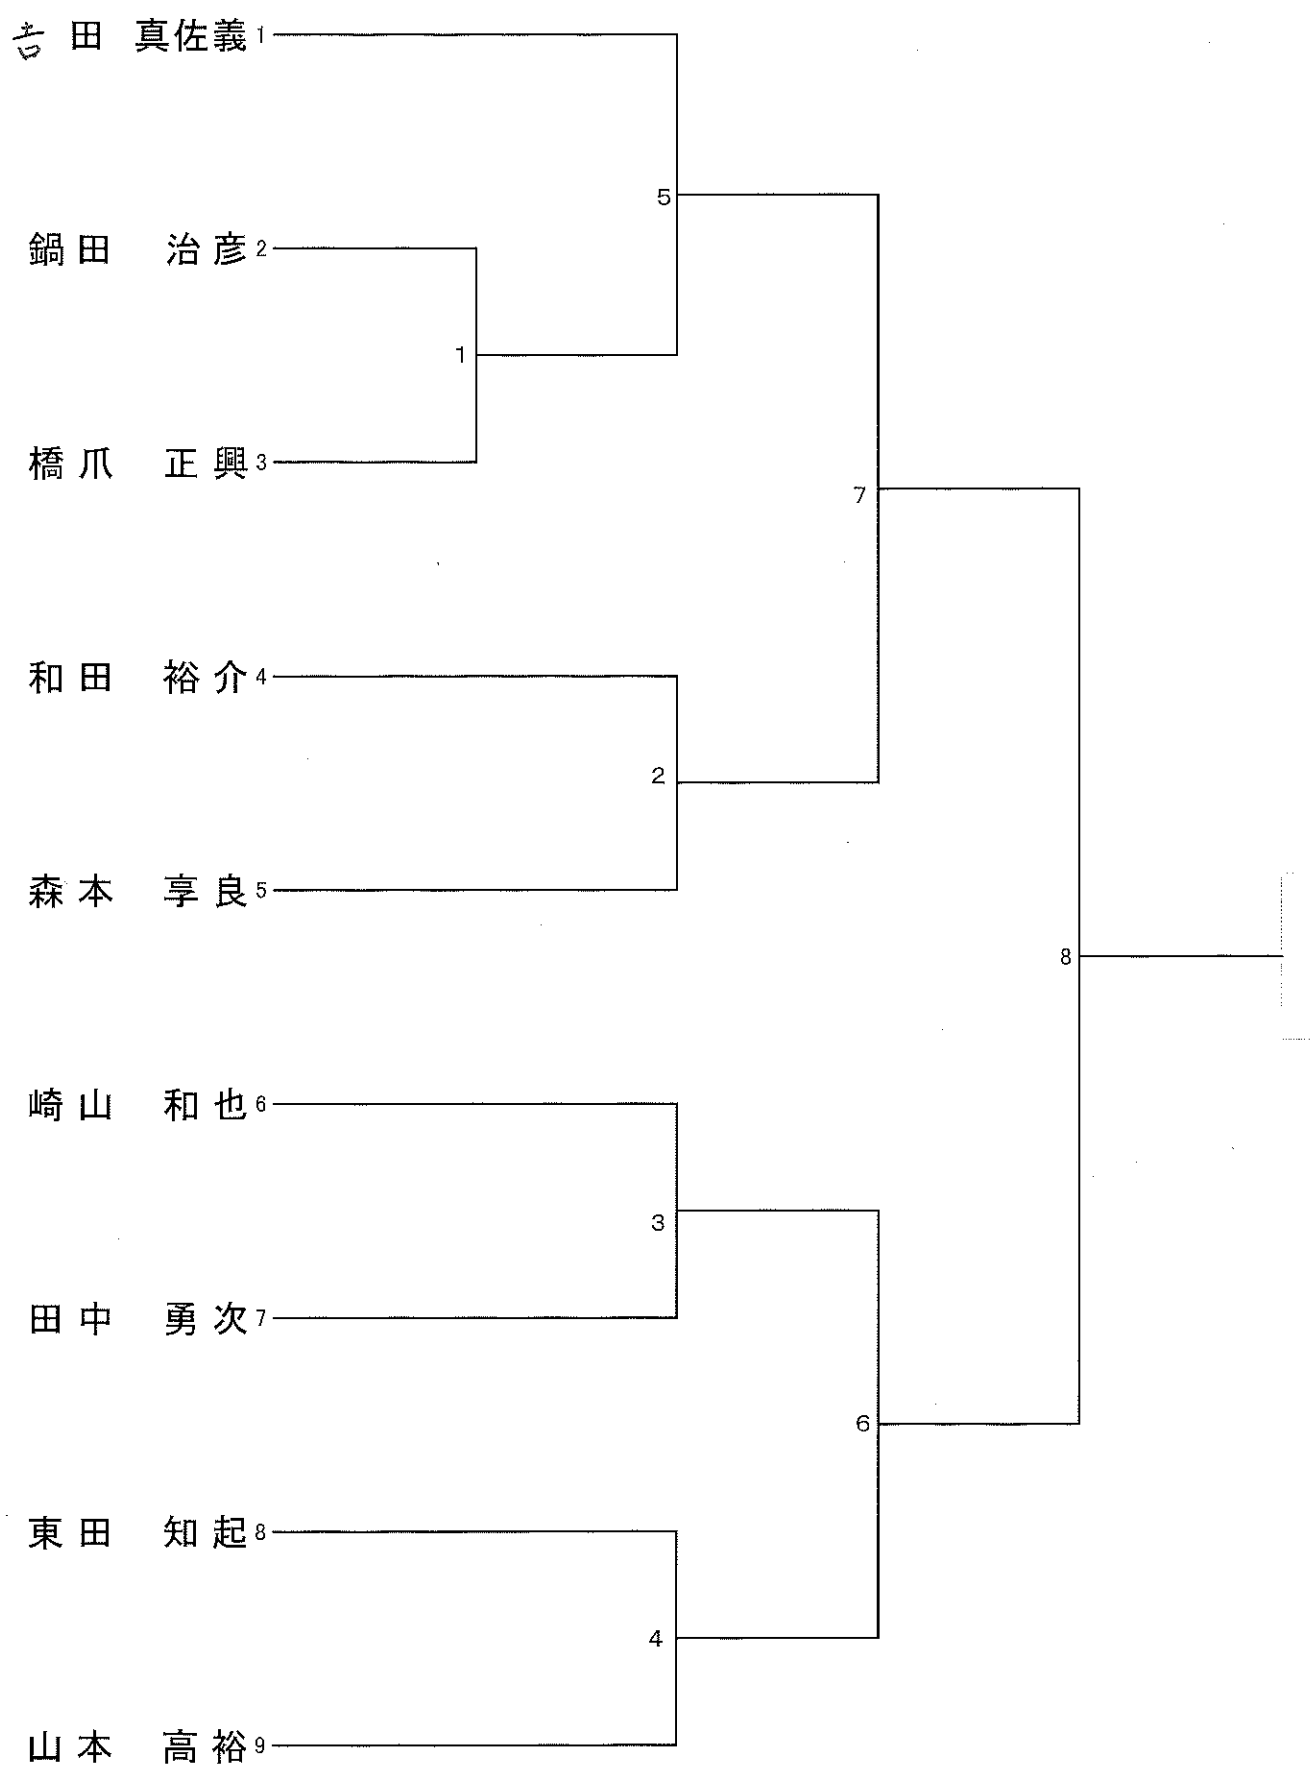 𠮷田 真佐義 1
5
鍋田 治彦 2
1
橋爪 正興 3
7
和田 裕介 4
2
森本 享良 5
8
崎山 和也 6
3
田中 勇次 7
6
東田 知起 8
4
山本 高裕 9